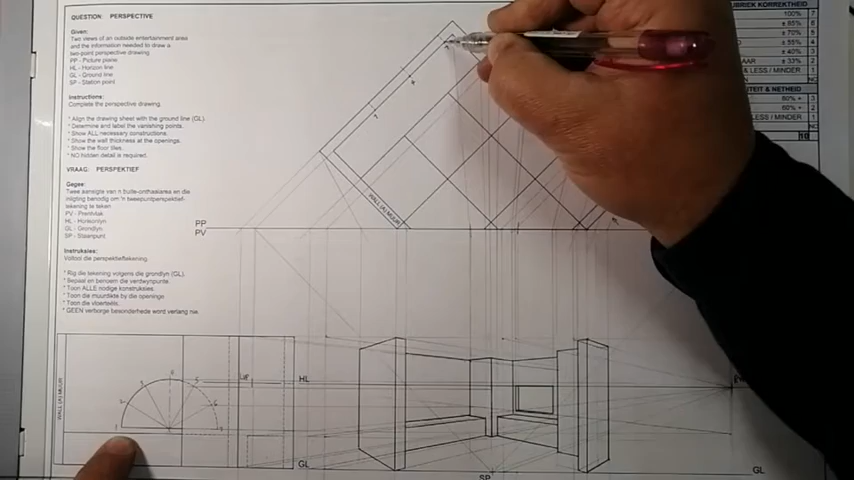 QUESTION: PERSPECTIVE
Given:
Two views of an outside entertainment area
and the information needed to draw a
two-point perspective drawing.
PP - Picture plane
HL - Horizon line
GL - Ground line
SP - Station point
Instructions:
Complete the perspective drawing.
* Align the drawing sheet with the ground line (GL)
* Determine and label the vanishing points.
* Show ALL necessary constructions.
* Show the wall thickness at the openings.
* Show the floor tiles.
* NO hidden detail is required.
VRAAG: PERSPEKTIEF
Gegee:
Twee aansigte van 'n buite-onthaalarea en die
inligting benodig om 'n tweepuntperspektief-
tekening te teken
PV - Prentvlak
HL - Horisonlyn
GL - Grondlyn
SP - Staanpunt
Instruksies:
Voltooi die perspektieftekening.
* Rig die tekening volgens die grondlyn (GL).
* Bepaal en benoem die verdwynpunte.
* Toon ALLE nodige konstruksies.
* Toon die muurdikte by die openinge
* Toon die vloerteëls.
* GEEN verborge besonderhede word verlang nie.
PP
PV
WALL (A) MUUR
WALL (A) MUUR
HL
GL
SP
GL
RUBRIEK KORREKTHEID
100% 7